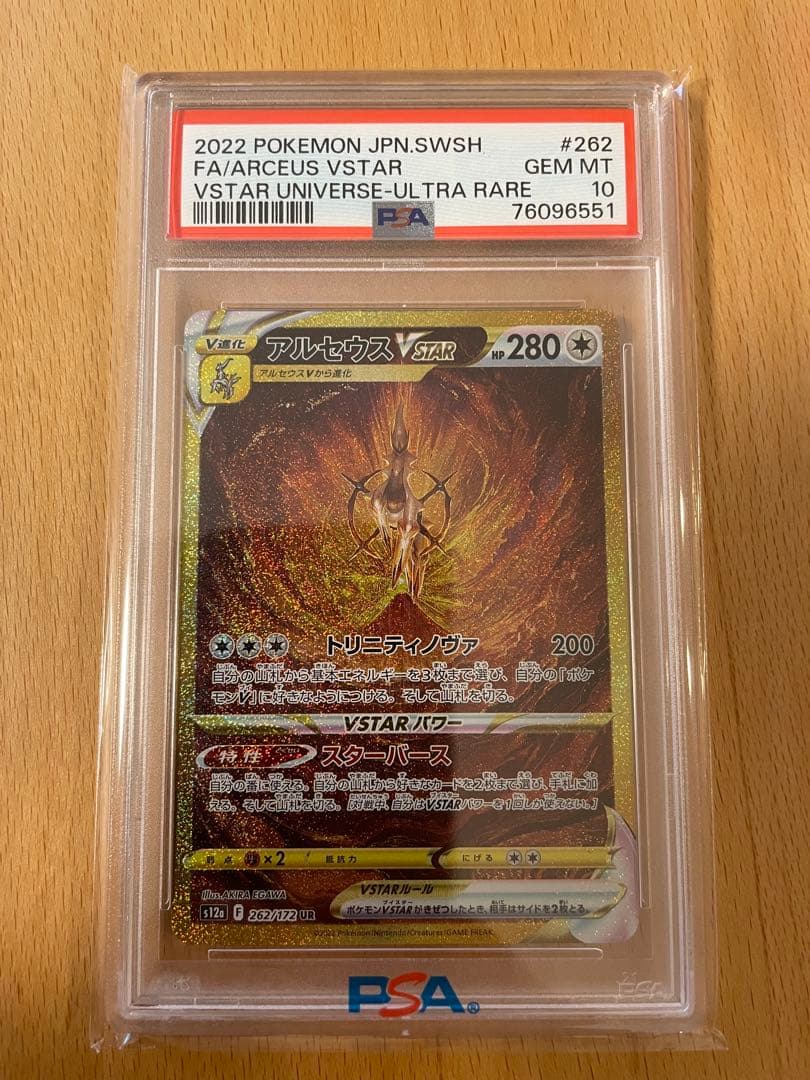 2022 POKEMON JPN.SWSH #262
FA/ARCEUS VSTAR GEM MT
VSTAR UNIVERSE-ULTRA RARE 10
PSA 76096551
V進化 アルセウスVSTAR HP280
アルセウスVから進化
トリニティノヴァ 200
自分の山札から基本エネルギーを3枚まで選び、自分の「ポケ
モンV」に好きなようにつける。そして山札を切る。
VSTARパワー
特性 スターバース
自分の番に使える。自分の山札から好きなカードを2枚まで選び、手札に加
える。そして山札を切る。[対戦中、自分はVSTARパワーを1回しか使えない。]
弱点 ×2 抵抗力 にげる
Illus. AKIRA EGAWA
VSTARルール
s12a F 262/172 UR
ポケモンVSTARがきぜつしたとき、相手はサイドを2枚とる。
©2022 Pokémon/Nintendo/Creatures/GAME FREAK.
PSA®